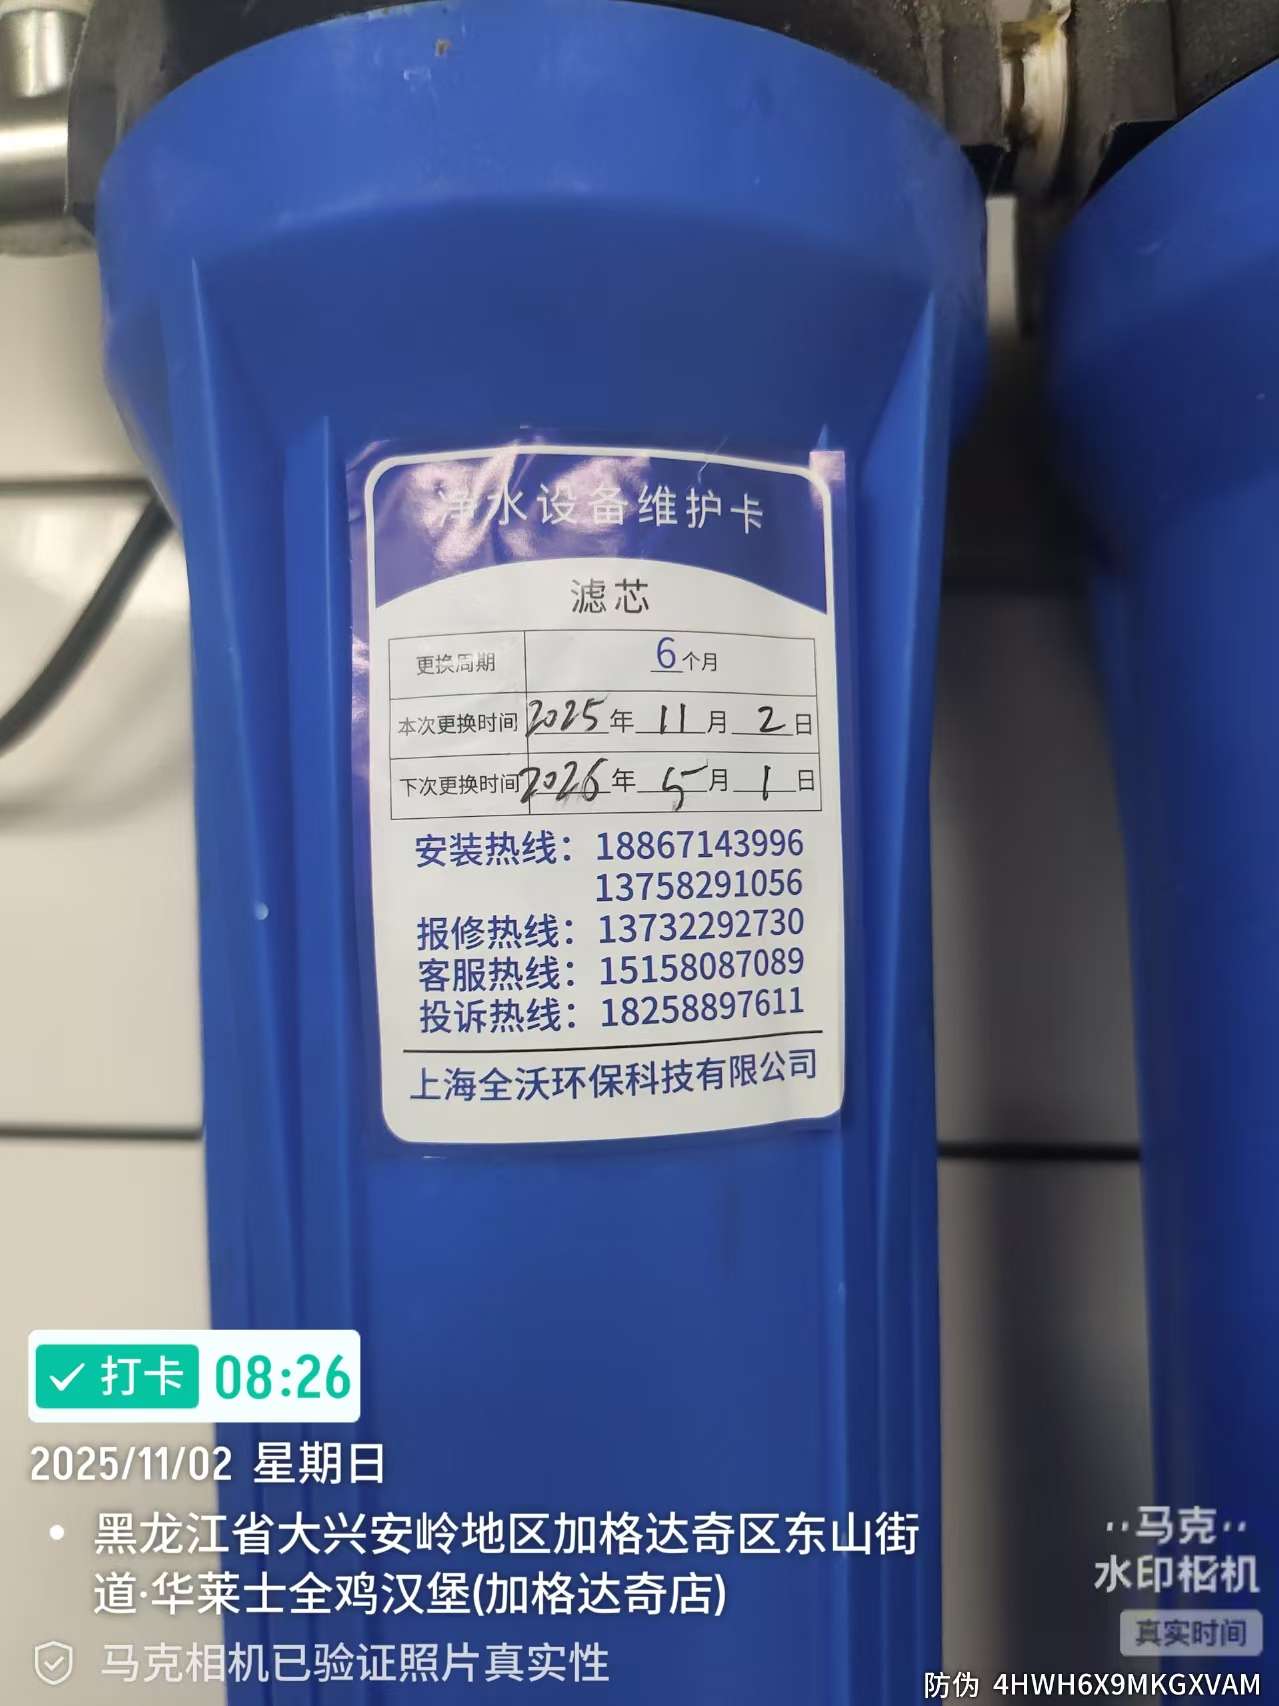 净水设备维护卡
滤芯
更换周期 6个月
本次更换时间 2025年11月2日
下次更换时间 2026年5月1日
安装热线：18867143996
13758291056
报修热线：13732292730
客服热线：15158087089
投诉热线：18258897611
上海全沃环保科技有限公司
打卡 08:26
2025/11/02 星期日
黑龙江省大兴安岭地区加格达奇区东山街
道·华莱士全鸡汉堡(加格达奇店)
马克相机已验证照片真实性
马克
水印相机
真实时间
防伪 4HWH6X9MKGXVAM